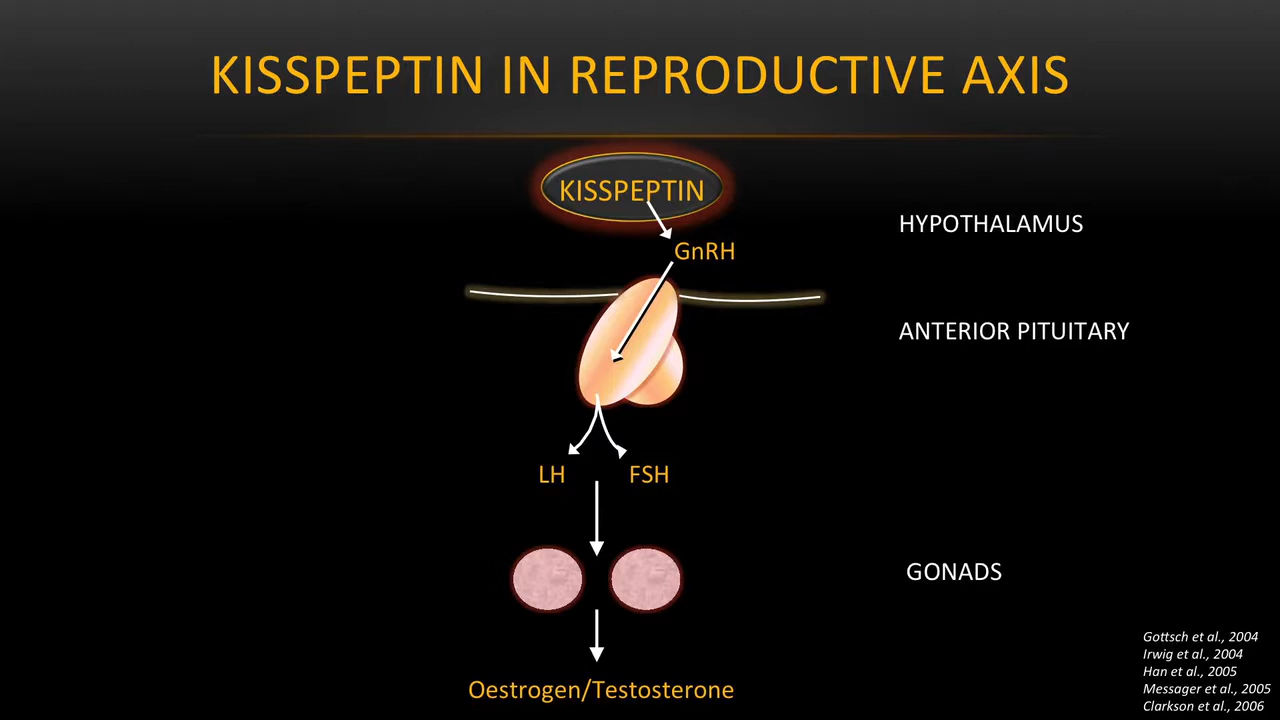 KISSPEPTIN IN REPRODUCTIVE AXIS
KISSPEPTIN
HYPOTHALAMUS
GnRH
ANTERIOR PITUITARY
LH FSH
GONADS
Oestrogen/Testosterone
Gottsch et al., 2004
Irwig et al., 2004
Han et al., 2005
Messager et al., 2005
Clarkson et al., 2006